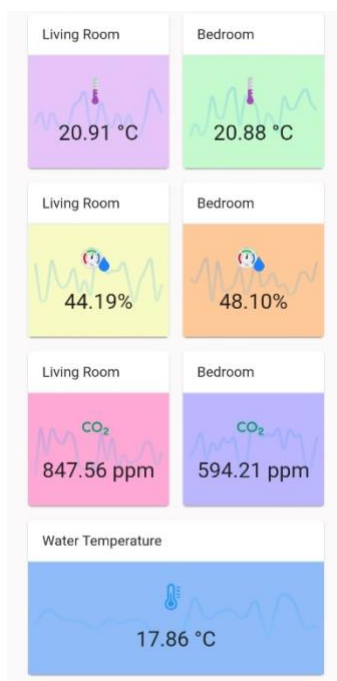 Living Room
Bedroom
20.91 °C
20.88 °C
Living Room
Bedroom
44.19%
48.10%
Living Room
Bedroom
CO₂
CO₂
847.56 ppm
594.21 ppm
Water Temperature
17.86 °C